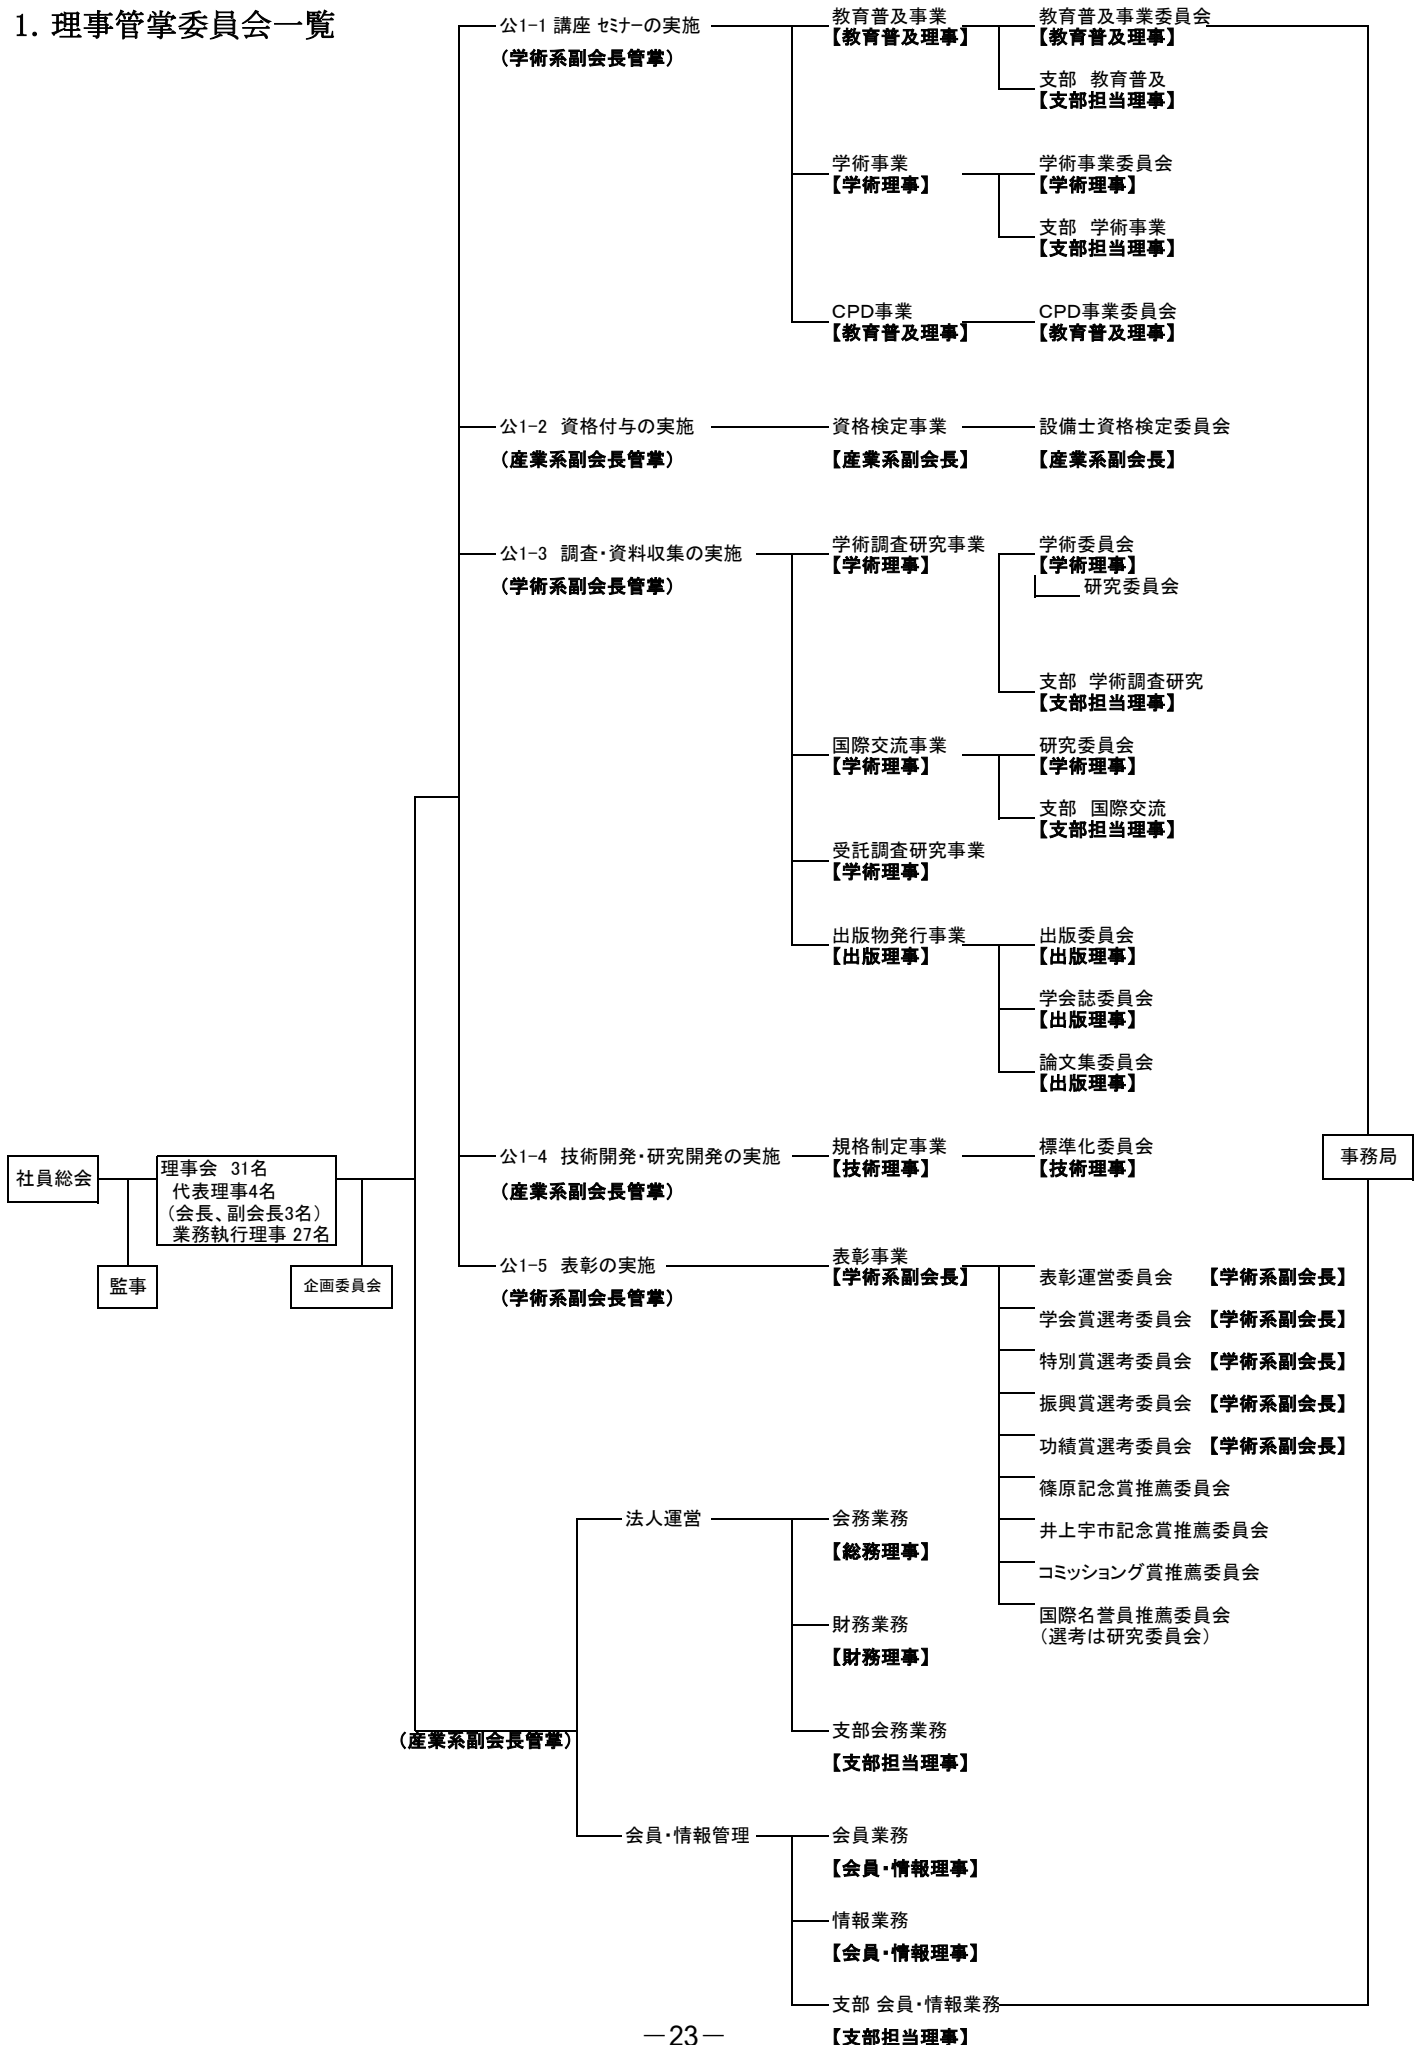 1. 理事管掌委員会一覧
公1-1 講座 ｾﾐﾅｰの実施
（学術系副会長管掌）
教育普及事業
【教育普及理事】
教育普及事業委員会
【教育普及理事】
支部 教育普及
【支部担当理事】
学術事業
【学術理事】
学術事業委員会
【学術理事】
支部 学術事業
【支部担当理事】
CPD事業
【教育普及理事】
CPD事業委員会
【教育普及理事】
公1-2 資格付与の実施
（産業系副会長管掌）
資格検定事業
【産業系副会長】
設備士資格検定委員会
【産業系副会長】
公1-3 調査・資料収集の実施
（学術系副会長管掌）
学術調査研究事業
【学術理事】
学術委員会
【学術理事】
研究委員会
支部 学術調査研究
【支部担当理事】
国際交流事業
【学術理事】
研究委員会
【学術理事】
支部 国際交流
【支部担当理事】
受託調査研究事業
【学術理事】
出版物発行事業
【出版理事】
出版委員会
【出版理事】
学会誌委員会
【出版理事】
論文集委員会
【出版理事】
公1-4 技術開発・研究開発の実施
（産業系副会長管掌）
規格制定事業
【技術理事】
標準化委員会
【技術理事】
事務局
社員総会
理事会 31名
代表理事4名
（会長、副会長3名）
業務執行理事 27名
監事
企画委員会
公1-5 表彰の実施
（学術系副会長管掌）
表彰事業
【学術系副会長】
表彰運営委員会 【学術系副会長】
学会賞選考委員会 【学術系副会長】
特別賞選考委員会 【学術系副会長】
振興賞選考委員会 【学術系副会長】
功績賞選考委員会 【学術系副会長】
篠原記念賞推薦委員会
井上宇市記念賞推薦委員会
コミッショング賞推薦委員会
国際名誉員推薦委員会
（選考は研究委員会）
（産業系副会長管掌）
法人運営
会務業務
【総務理事】
財務業務
【財務理事】
支部会務業務
【支部担当理事】
会員・情報管理
会員業務
【会員・情報理事】
情報業務
【会員・情報理事】
支部 会員・情報業務
【支部担当理事】
－23－